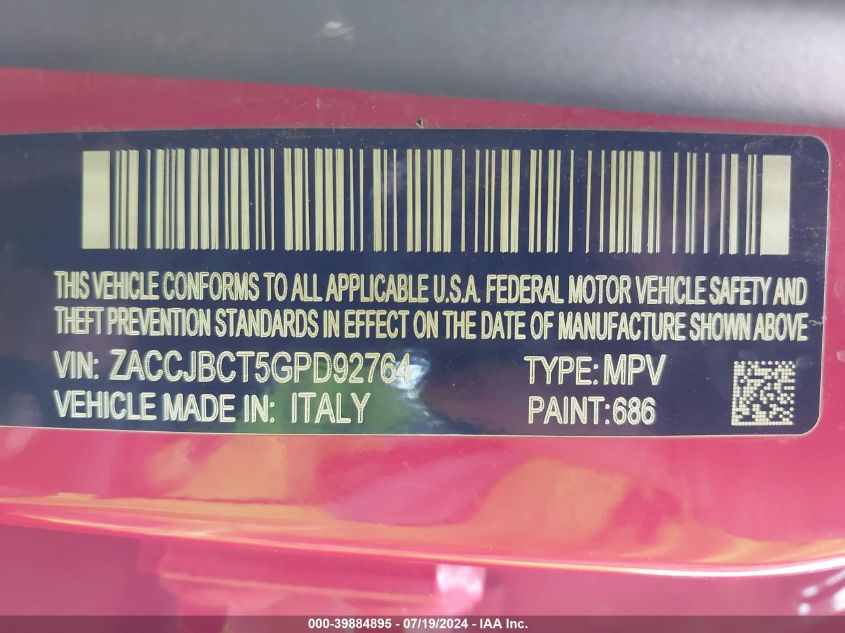 THIS VEHICLE CONFORMS TO ALL APPLICABLE U.S.A. FEDERAL MOTOR VEHICLE SAFETY AND
THEFT PREVENTION STANDARDS IN EFFECT ON THE DATE OF MANUFACTURE SHOWN ABOVE
VIN: ZACCJBCT5GPD92764 TYPE: MPV
VEHICLE MADE IN: ITALY PAINT:686
000-39884895 - 07/19/2024 - IAA Inc.